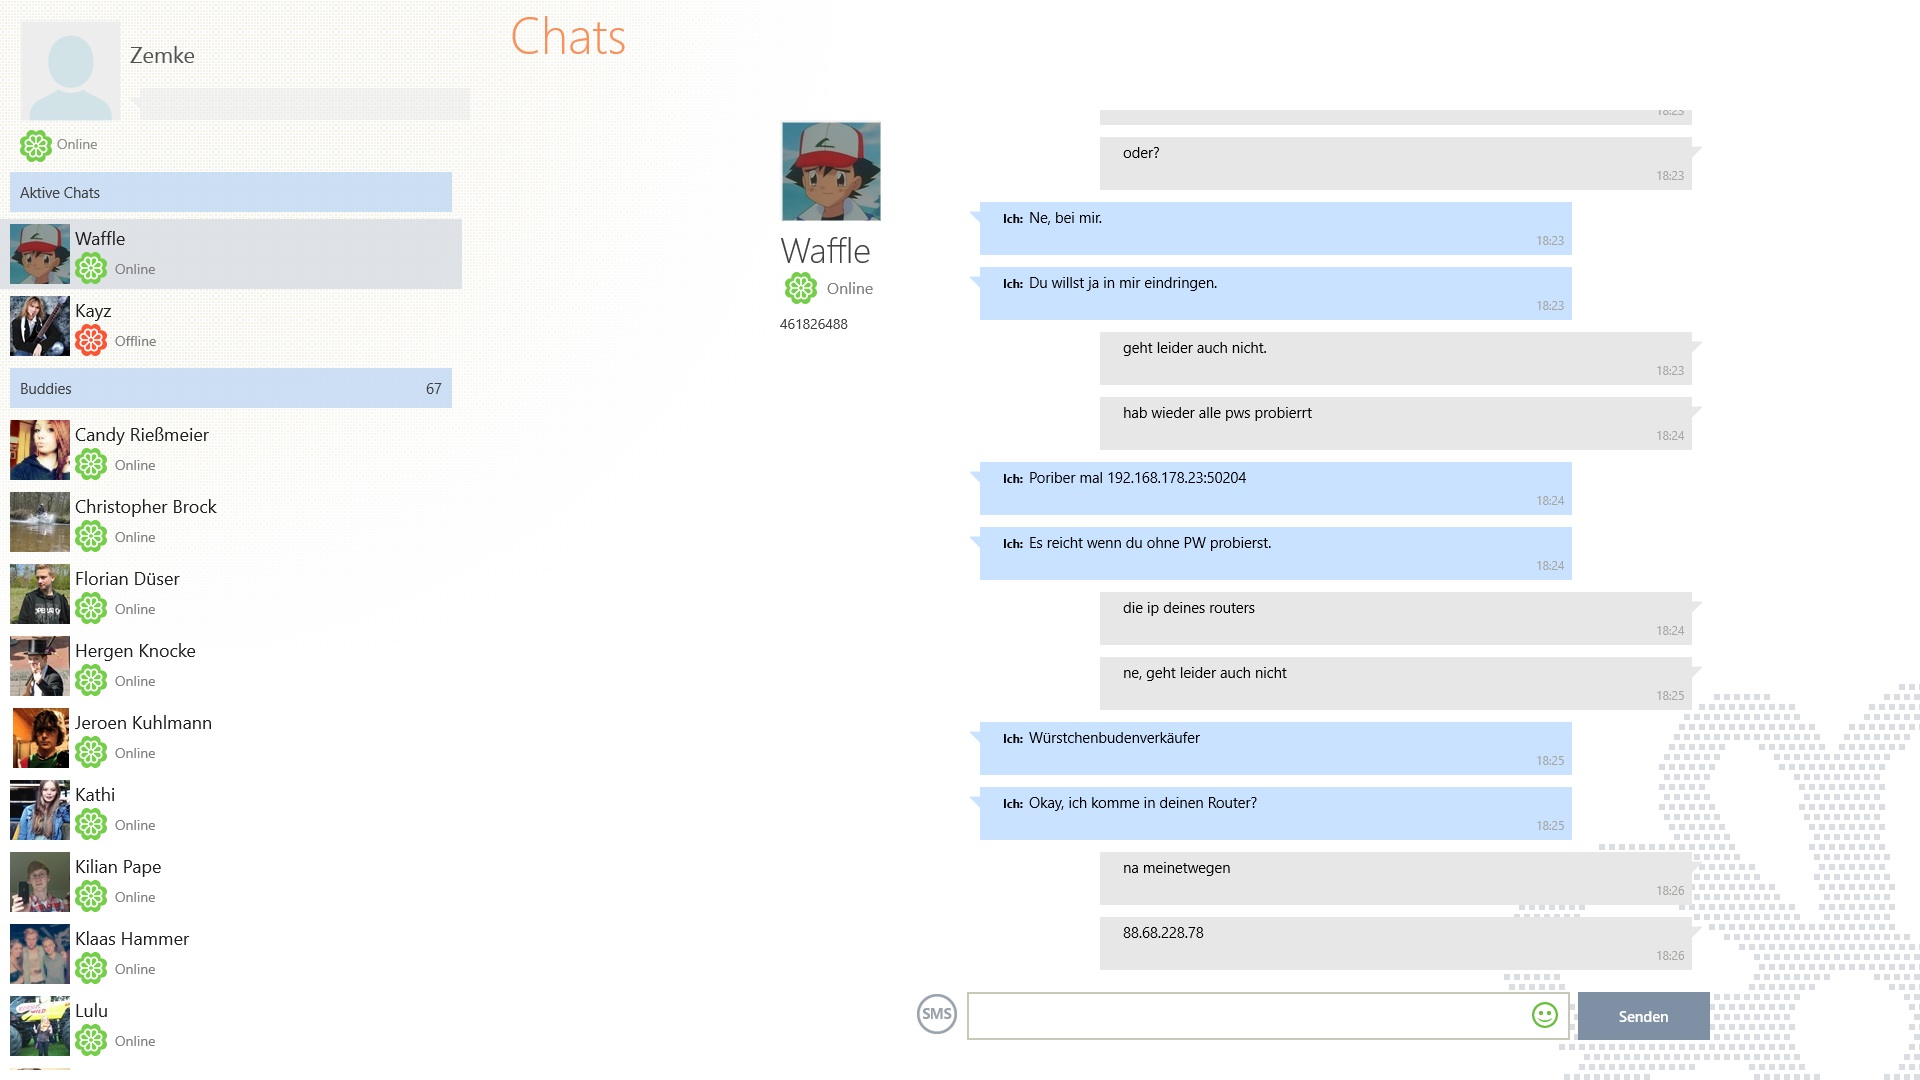 Zemke
Online
Aktive Chats
Waffle
Online
Kayz
Offline
Buddies 67
Candy Rießmeier
Online
Christopher Brock
Online
Florian Düser
Online
Hergen Knocke
Online
Jeroen Kuhlmann
Online
Kathi
Online
Kilian Pape
Online
Klaas Hammer
Online
Lulu
Online
Chats
Waffle
Online
461826488
18:23
oder?
18:23
Ich: Ne, bei mir.
18:23
Ich: Du willst ja in mir eindringen.
18:23
geht leider auch nicht.
18:23
hab wieder alle pws probierrt
18:24
Ich: Poriber mal 192.168.178.23:50204
18:24
Ich: Es reicht wenn du ohne PW probierst.
18:24
die ip deines routers
18:24
ne, geht leider auch nicht
18:25
Ich: Würstchenbudenverkäufer
18:25
Ich: Okay, ich komme in deinen Router?
18:25
na meinetwegen
18:26
88.68.228.78
18:26
SMS
Senden